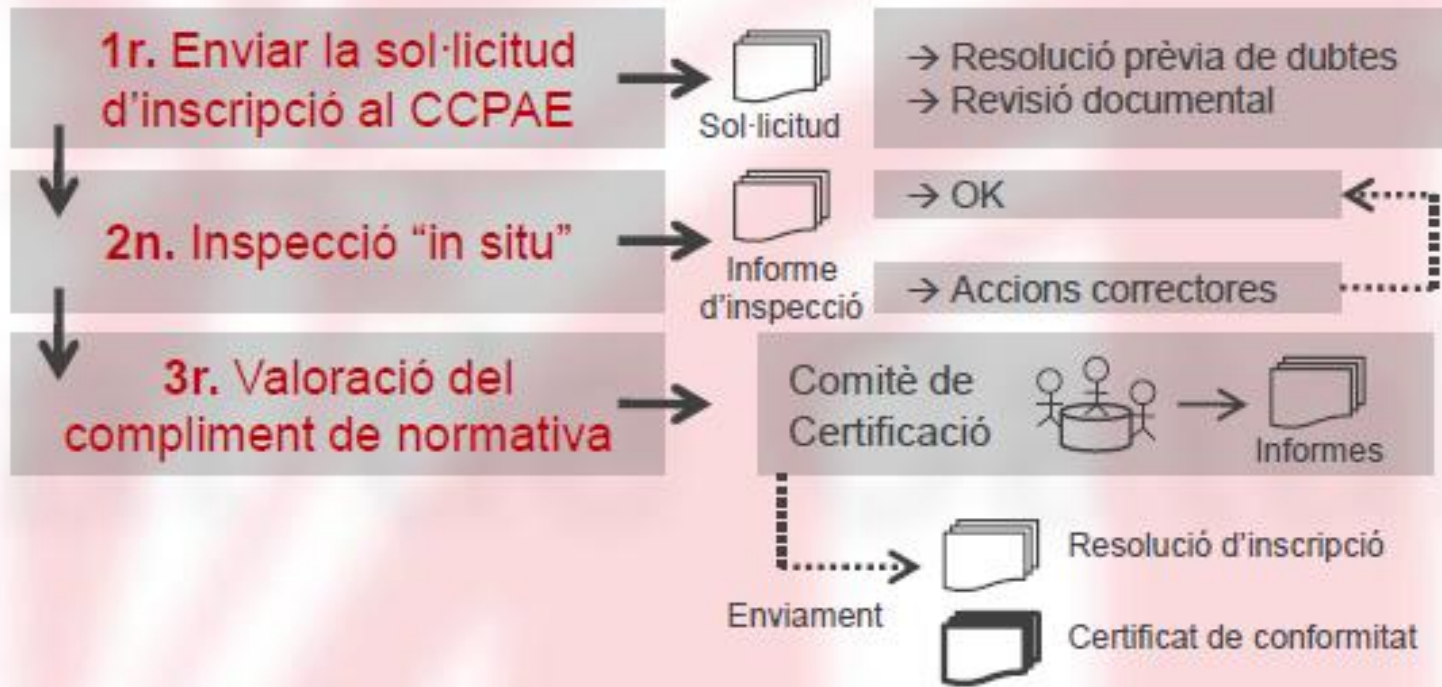 1r. Enviar la sol·licitud
d’inscripció al CCPAE
Sol·licitud
→ Resolució prèvia de dubtes
→ Revisió documental
2n. Inspecció “in situ”
Informe
d’inspecció
→ OK
→ Accions correctores
3r. Valoració del
compliment de normativa
Comitè de
Certificació
Informes
Enviament
Resolució d’inscripció
Certificat de conformitat